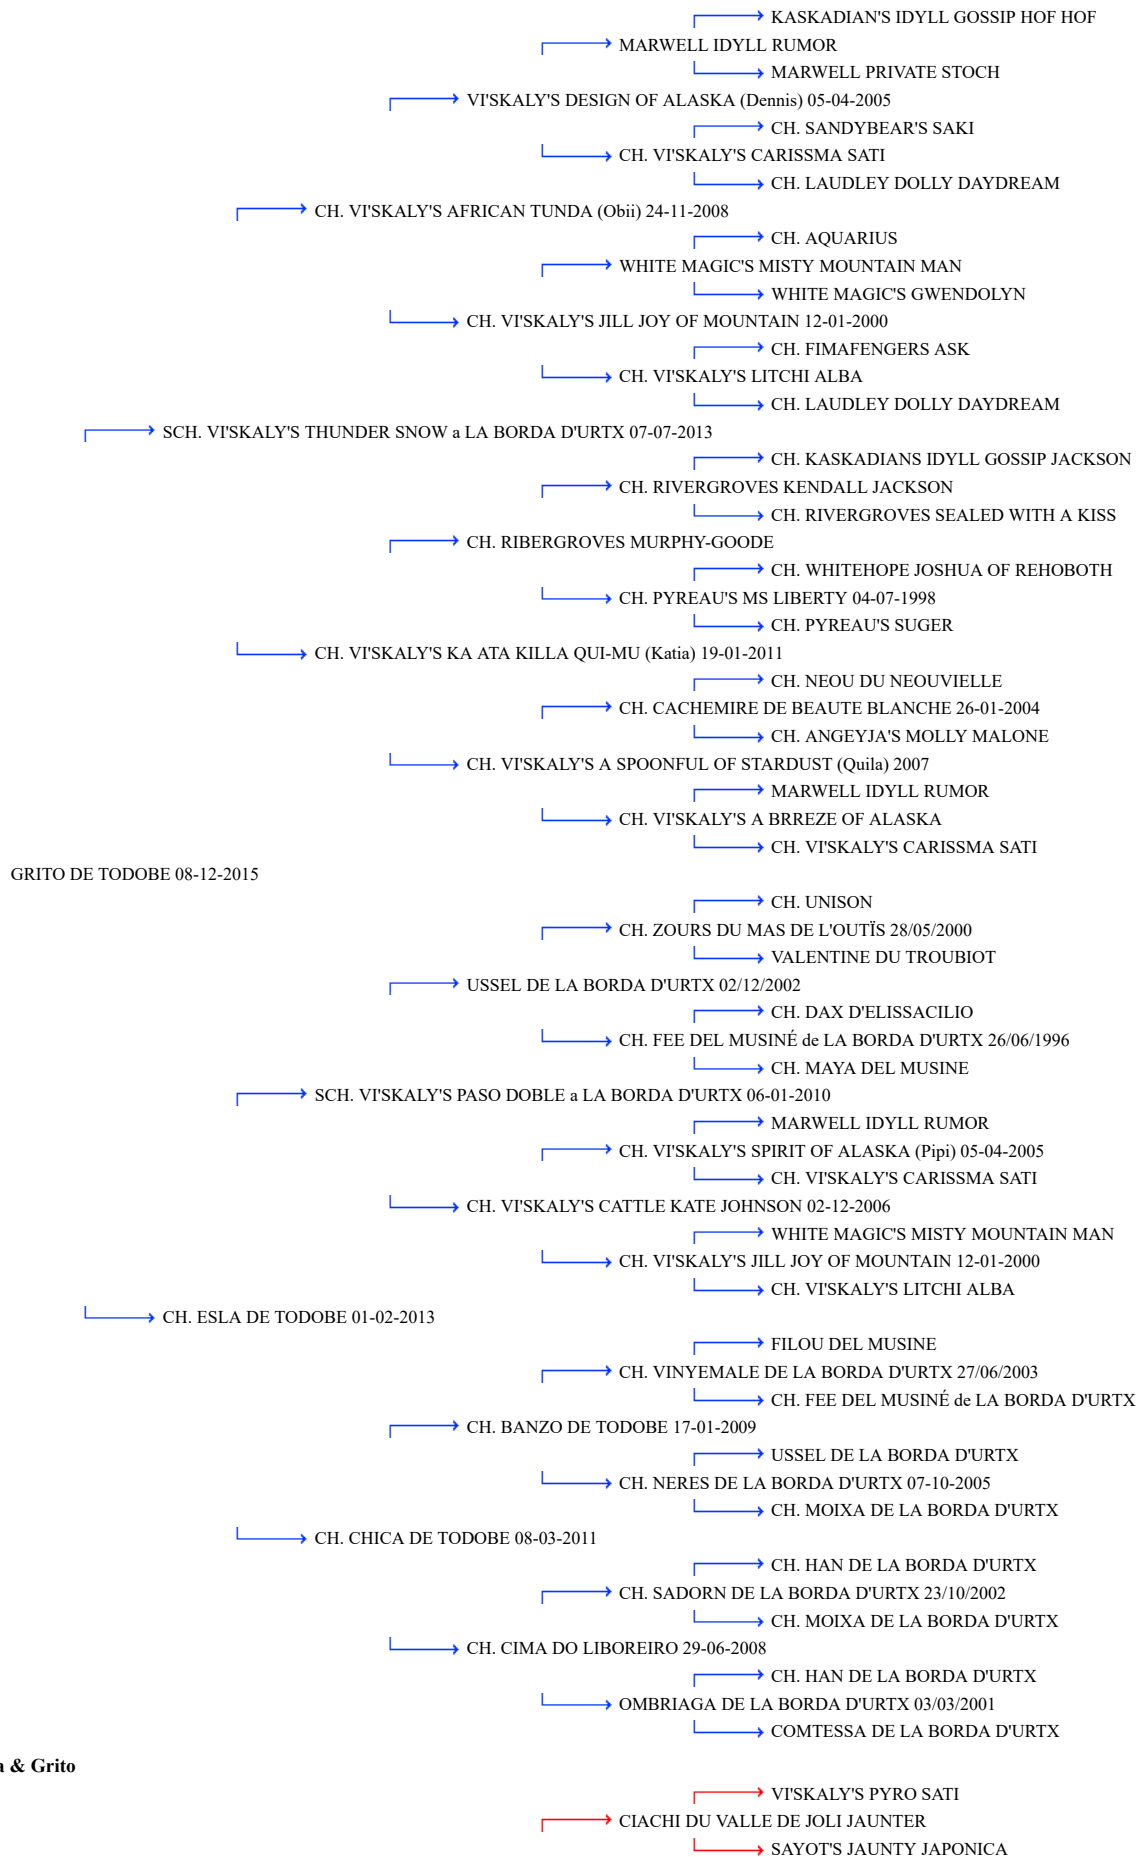 KASKADIAN'S IDYLL GOSSIP HOF HOF
MARWELL IDYLL RUMOR
MARWELL PRIVATE STOCH
VI'SKALY'S DESIGN OF ALASKA (Dennis) 05-04-2005
CH. SANDYBEAR'S SAKI
CH. VI'SKALY'S CARISSMA SATI
CH. LAUDLEY DOLLY DAYDREAM
CH. VI'SKALY'S AFRICAN TUNDA (Obii) 24-11-2008
CH. AQUARIUS
WHITE MAGIC'S MISTY MOUNTAIN MAN
WHITE MAGIC'S GWENDOLYN
CH. VI'SKALY'S JILL JOY OF MOUNTAIN 12-01-2000
CH. FIMAFENGERS ASK
CH. VI'SKALY'S LITCHI ALBA
CH. LAUDLEY DOLLY DAYDREAM
SCH. VI'SKALY'S THUNDER SNOW a LA BORDA D'URTX 07-07-2013
CH. KASKADIANS IDYLL GOSSIP JACKSON
CH. RIVERGROVES KENDALL JACKSON
CH. RIVERGROVES SEALED WITH A KISS
CH. RIBERGROVES MURPHY-GOODE
CH. WHITEHOPE JOSHUA OF REHOBOTH
CH. PYREAU'S MS LIBERTY 04-07-1998
CH. PYREAU'S SUGER
CH. VI'SKALY'S KA ATA KILLA QUI-MU (Katia) 19-01-2011
CH. NEOU DU NEOUVIELLE
CH. CACHEMIRE DE BEAUTE BLANCHE 26-01-2004
CH. ANGEYJA'S MOLLY MALONE
CH. VI'SKALY'S A SPOONFUL OF STARDUST (Quila) 2007
MARWELL IDYLL RUMOR
CH. VI'SKALY'S A BRREZE OF ALASKA
CH. VI'SKALY'S CARISSMA SATI
GRITO DE TODOBE 08-12-2015
CH. UNISON
CH. ZOURS DU MAS DE L'OUTÏS 28/05/2000
VALENTINE DU TROUBIOT
USSEL DE LA BORDA D'URTX 02/12/2002
CH. DAX D'ELISSACILIO
CH. FEE DEL MUSINÉ de LA BORDA D'URTX 26/06/1996
CH. MAYA DEL MUSINE
SCH. VI'SKALY'S PASO DOBLE a LA BORDA D'URTX 06-01-2010
MARWELL IDYLL RUMOR
CH. VI'SKALY'S SPIRIT OF ALASKA (Pipi) 05-04-2005
CH. VI'SKALY'S CARISSMA SATI
CH. VI'SKALY'S CATTLE KATE JOHNSON 02-12-2006
WHITE MAGIC'S MISTY MOUNTAIN MAN
CH. VI'SKALY'S JILL JOY OF MOUNTAIN 12-01-2000
CH. VI'SKALY'S LITCHI ALBA
CH. ESLA DE TODOBE 01-02-2013
FILOU DEL MUSINE
CH. VINYEMALE DE LA BORDA D'URTX 27/06/2003
CH. FEE DEL MUSINÉ de LA BORDA D'URTX
CH. BANZO DE TODOBE 17-01-2009
USSEL DE LA BORDA D'URTX
CH. NERES DE LA BORDA D'URTX 07-10-2005
CH. MOIXA DE LA BORDA D'URTX
CH. CHICA DE TODOBE 08-03-2011
CH. HAN DE LA BORDA D'URTX
CH. SADORN DE LA BORDA D'URTX 23/10/2002
CH. MOIXA DE LA BORDA D'URTX
CH. CIMA DO LIBOREIRO 29-06-2008
CH. HAN DE LA BORDA D'URTX
OMBRIAGA DE LA BORDA D'URTX 03/03/2001
COMTESSA DE LA BORDA D'URTX
& Grito
VI'SKALY'S PYRO SATI
CIACHI DU VALLE DE JOLI JAUNTER
SAYOT'S JAUNTY JAPONICA